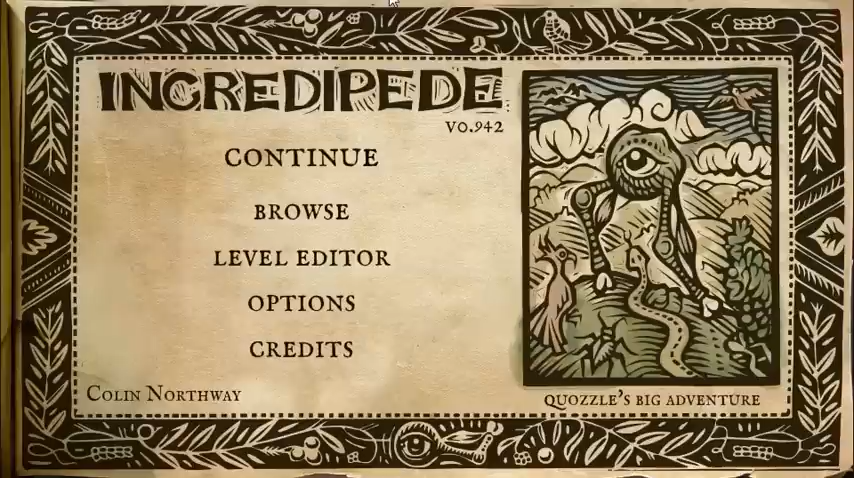 INCREDIPEDE
V0.942
CONTINUE
BROWSE
LEVEL EDITOR
OPTIONS
CREDITS
COLIN NORTHWAY
QUOZZLE'S BIG ADVENTURE